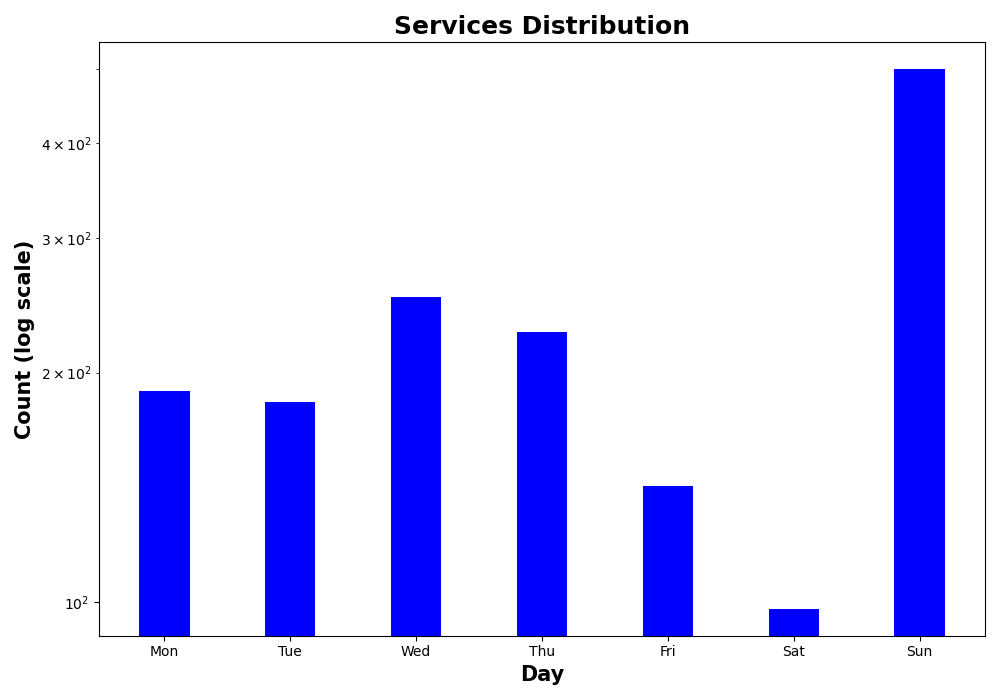 Services Distribution
Count (log scale)
4 × 10²
3 × 10²
2 × 10²
10²
Mon Tue Wed Thu Fri Sat Sun
Day